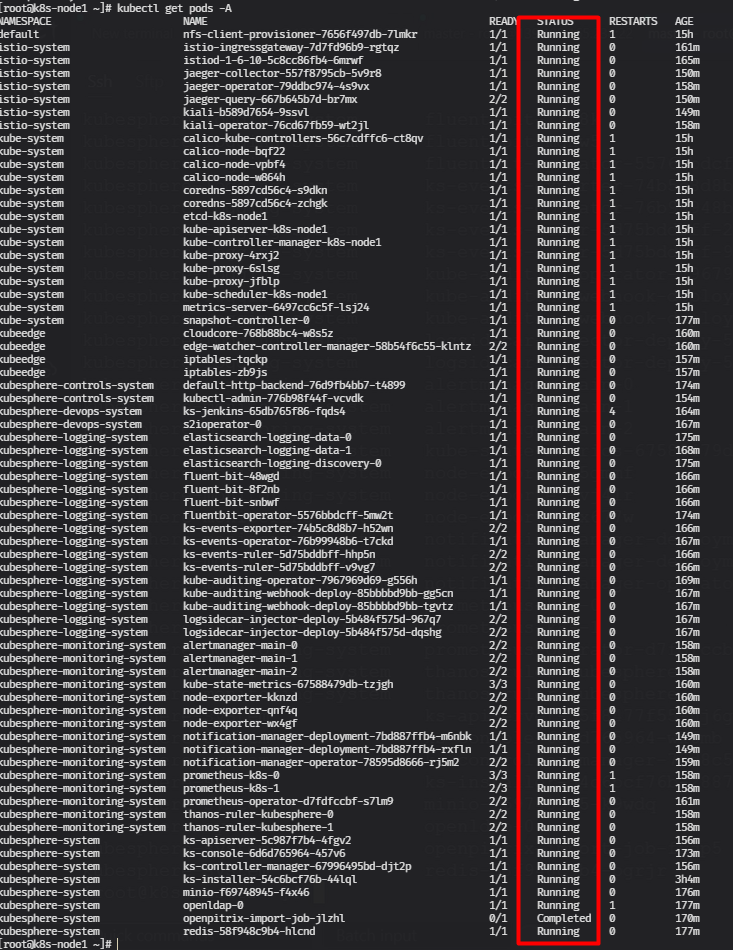 [root@k8s-node1 ~]# kubectl get pods -A
NAMESPACE NAME READY STATUS RESTARTS AGE
default nfs-client-provisioner-7656f497db-7lmkr 1/1 Running 1 15h
istio-system istio-ingressgateway-7d7fd96b9-rgtqz 1/1 Running 0 161m
istio-system istiod-1-6-10-5c8cc86fb4-6mrwf 1/1 Running 0 165m
istio-system jaeger-collector-557f8795cb-5v9r8 1/1 Running 0 150m
istio-system jaeger-operator-79ddbc974-4s9vx 1/1 Running 0 158m
istio-system jaeger-query-667b645b7d-br7mx 2/2 Running 0 150m
istio-system kiali-b589d7654-9ssvl 1/1 Running 0 149m
istio-system kiali-operator-76cd67fb59-wt2jl 1/1 Running 0 158m
kube-system calico-kube-controllers-56c7cdffc6-ct8qv 1/1 Running 1 15h
kube-system calico-node-bqf22 1/1 Running 1 15h
kube-system calico-node-vpbf4 1/1 Running 1 15h
kube-system calico-node-w864h 1/1 Running 1 15h
kube-system coredns-5897cd56c4-s9dkn 1/1 Running 1 15h
kube-system coredns-5897cd56c4-zchgk 1/1 Running 1 15h
kube-system etcd-k8s-node1 1/1 Running 1 15h
kube-system kube-apiserver-k8s-node1 1/1 Running 1 15h
kube-system kube-controller-manager-k8s-node1 1/1 Running 1 15h
kube-system kube-proxy-4rxj2 1/1 Running 1 15h
kube-system kube-proxy-6slsg 1/1 Running 1 15h
kube-system kube-proxy-jfblp 1/1 Running 1 15h
kube-system kube-scheduler-k8s-node1 1/1 Running 1 15h
kube-system metrics-server-6497cc6c5f-lsj24 1/1 Running 1 15h
kube-system snapshot-controller-0 1/1 Running 0 177m
kubeedge cloudcore-768b88bc4-w8s5z 1/1 Running 0 160m
kubeedge edge-watcher-controller-manager-58b54f6c55-klntz 2/2 Running 0 160m
kubeedge iptables-tqckp 1/1 Running 0 157m
kubeedge iptables-zb9js 1/1 Running 0 157m
kubesphere-controls-system default-http-backend-76d9fb4bb7-t4899 1/1 Running 0 174m
kubesphere-controls-system kubectl-admin-776b98f44f-vcvdk 1/1 Running 0 154m
kubesphere-devops-system ks-jenkins-65db765f86-fqds4 1/1 Running 4 164m
kubesphere-devops-system s2ioperator-0 1/1 Running 0 167m
kubesphere-logging-system elasticsearch-logging-data-0 1/1 Running 0 175m
kubesphere-logging-system elasticsearch-logging-data-1 1/1 Running 0 168m
kubesphere-logging-system elasticsearch-logging-discovery-0 1/1 Running 0 175m
kubesphere-logging-system fluent-bit-48wgd 1/1 Running 0 166m
kubesphere-logging-system fluent-bit-8f2nb 1/1 Running 0 166m
kubesphere-logging-system fluent-bit-snbwf 1/1 Running 0 166m
kubesphere-logging-system fluentbit-operator-5576bbdcff-5mw2t 1/1 Running 0 174m
kubesphere-logging-system ks-events-exporter-74b5c8d8b7-h52wn 2/2 Running 0 166m
kubesphere-logging-system ks-events-operator-76b99948b6-t7ckd 1/1 Running 0 167m
kubesphere-logging-system ks-events-ruler-5d75bddbff-hhp5n 2/2 Running 0 166m
kubesphere-logging-system ks-events-ruler-5d75bddbff-v9vg7 2/2 Running 0 166m
kubesphere-logging-system kube-auditing-operator-7967969d69-g556h 1/1 Running 0 169m
kubesphere-logging-system kube-auditing-webhook-deploy-85bbbbd9bb-gg5cn 1/1 Running 0 167m
kubesphere-logging-system kube-auditing-webhook-deploy-85bbbbd9bb-tgvtz 1/1 Running 0 167m
kubesphere-logging-system logsidecar-injector-deploy-5b484f575d-967q7 2/2 Running 0 167m
kubesphere-logging-system logsidecar-injector-deploy-5b484f575d-dqshg 2/2 Running 0 167m
kubesphere-monitoring-system alertmanager-main-0 2/2 Running 0 158m
kubesphere-monitoring-system alertmanager-main-1 2/2 Running 0 158m
kubesphere-monitoring-system alertmanager-main-2 2/2 Running 0 158m
kubesphere-monitoring-system kube-state-metrics-67588479db-tzjgh 3/3 Running 0 160m
kubesphere-monitoring-system node-exporter-kknzd 2/2 Running 0 160m
kubesphere-monitoring-system node-exporter-qnf4q 2/2 Running 0 160m
kubesphere-monitoring-system node-exporter-wx4gf 2/2 Running 0 160m
kubesphere-monitoring-system notification-manager-deployment-7bd887ffb4-m6nbk 1/1 Running 0 149m
kubesphere-monitoring-system notification-manager-deployment-7bd887ffb4-rxfln 1/1 Running 0 149m
kubesphere-monitoring-system notification-manager-operator-78595d8666-rj5m2 2/2 Running 0 159m
kubesphere-monitoring-system prometheus-k8s-0 3/3 Running 1 158m
kubesphere-monitoring-system prometheus-k8s-1 2/3 Running 1 158m
kubesphere-monitoring-system prometheus-operator-d7fdfccbf-s7lm9 2/2 Running 0 161m
kubesphere-monitoring-system thanos-ruler-kubesphere-0 2/2 Running 0 158m
kubesphere-monitoring-system thanos-ruler-kubesphere-1 2/2 Running 0 158m
kubesphere-system ks-apiserver-5c987f7b4-4fgv2 1/1 Running 0 156m
kubesphere-system ks-console-6d6d765964-457v6 1/1 Running 0 173m
kubesphere-system ks-controller-manager-67996495bd-djt2p 1/1 Running 0 156m
kubesphere-system ks-installer-54c6bcf76b-44lql 1/1 Running 0 3h4m
kubesphere-system minio-f69748945-f4x46 1/1 Running 0 176m
kubesphere-system openldap-0 1/1 Running 1 177m
kubesphere-system openpitrix-import-job-jlzhl 0/1 Completed 0 170m
kubesphere-system redis-58f948c9b4-hlcnd 1/1 Running 0 177m
[root@k8s-node1 ~]#